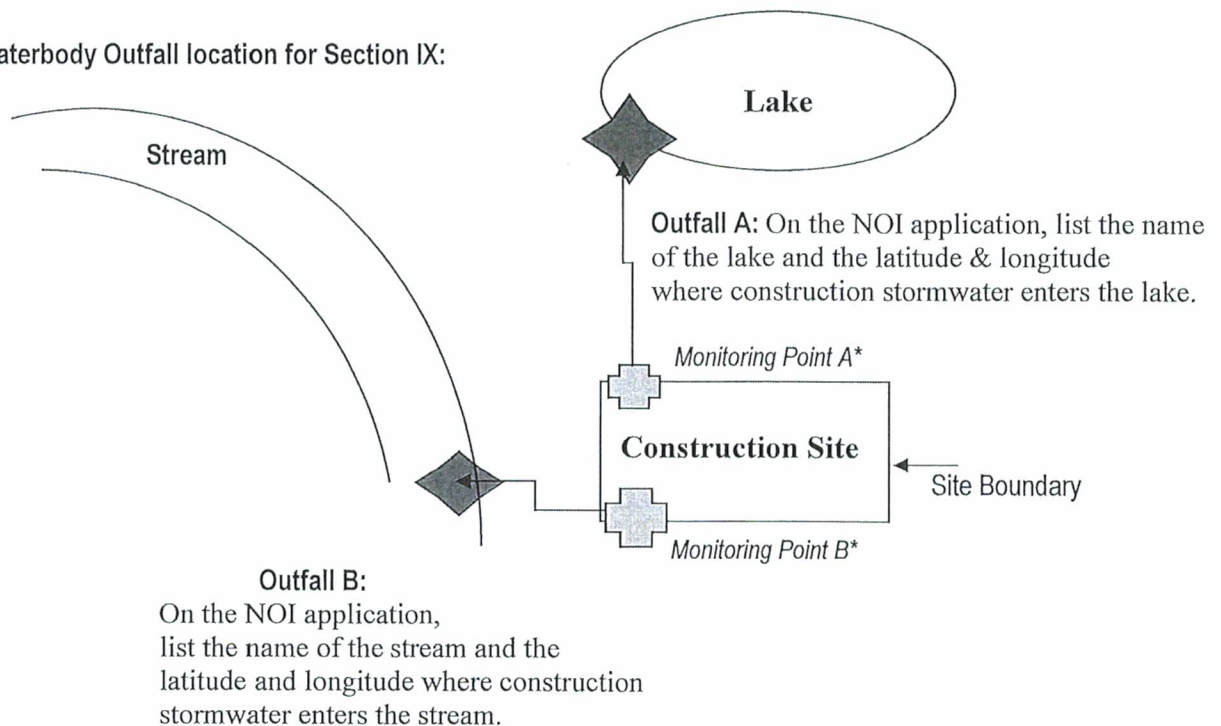 Outfall location for Section IX:
Lake
Stream
Outfall A: On the NOI application, list the name
of the lake and the latitude & longitude
where construction stormwater enters the lake.
Monitoring Point A*
Construction Site
Site Boundary
Monitoring Point B*
Outfall B:
On the NOI application,
list the name of the stream and the
latitude and longitude where construction
stormwater enters the stream.